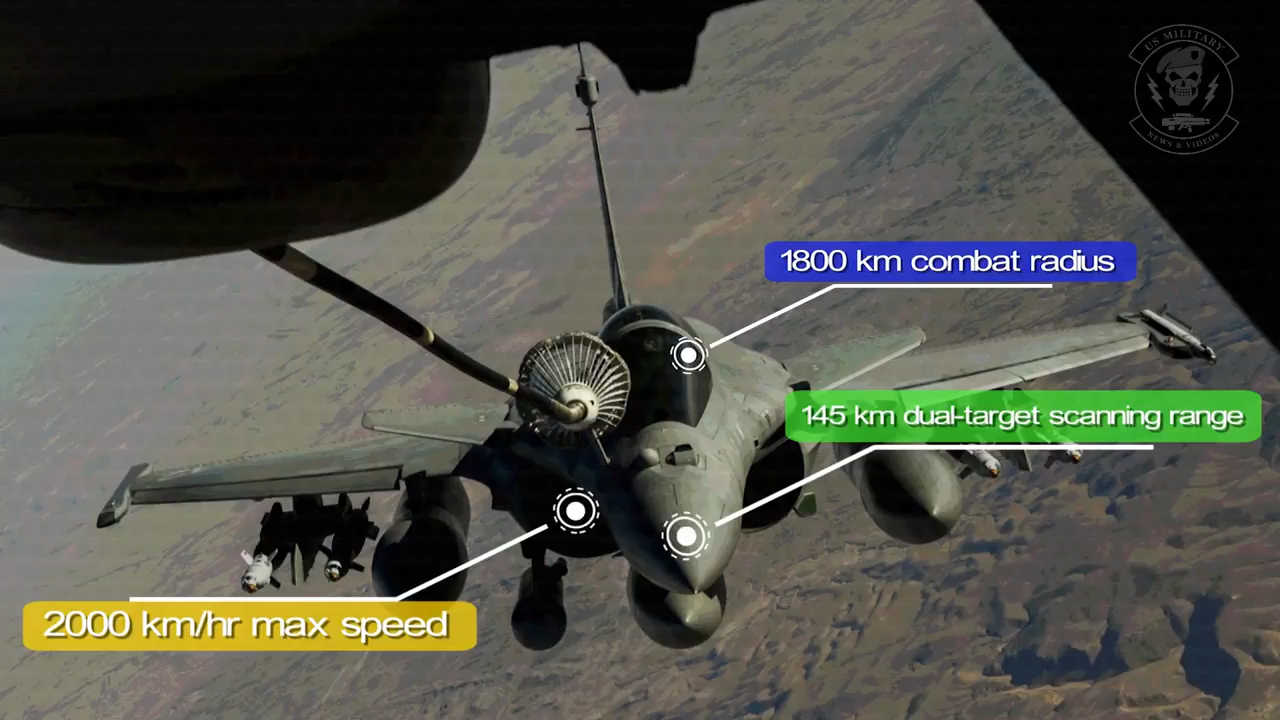 US MILITARY
NEWS & VIDEOS
1800 km combat radius
145 km dual-target scanning range
2000 km/hr max speed